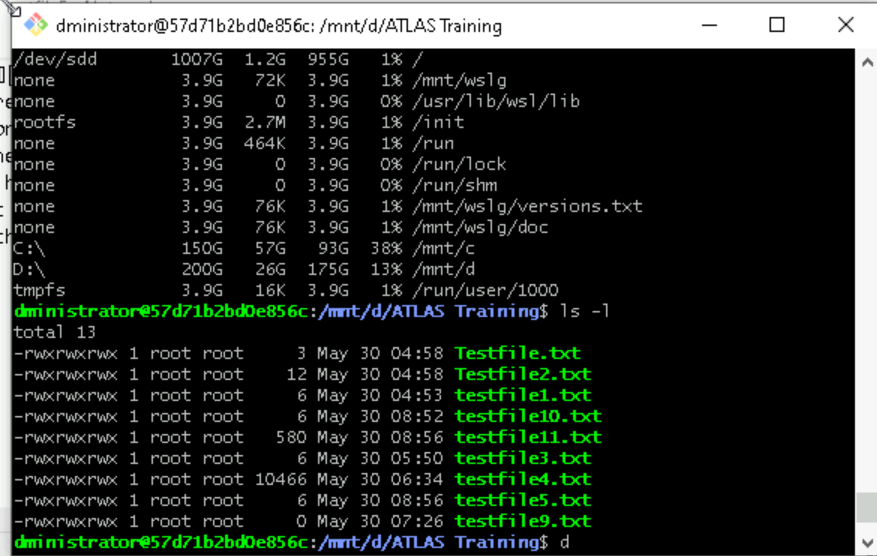 dministrator@57d71b2bd0e856c: /mnt/d/ATLAS Training
/dev/sdd 1007G 1.2G 955G 1% /
none 3.9G 72K 3.9G 1% /mnt/wslg
none 3.9G 0 3.9G 0% /usr/lib/wsl/lib
rootfs 3.9G 2.7M 3.9G 1% /init
none 3.9G 464K 3.9G 1% /run
none 3.9G 0 3.9G 0% /run/lock
none 3.9G 0 3.9G 0% /run/shm
none 3.9G 76K 3.9G 1% /mnt/wslg/versions.txt
none 3.9G 76K 3.9G 1% /mnt/wslg/doc
C:\ 150G 57G 93G 38% /mnt/c
D:\ 200G 26G 175G 13% /mnt/d
tmpfs 3.9G 16K 3.9G 1% /run/user/1000
dministrator@57d71b2bd0e856c:/mnt/d/ATLAS Training$ ls -l
total 13
-rwxrwxrwx 1 root root 3 May 30 04:58 Testfile.txt
-rwxrwxrwx 1 root root 12 May 30 04:58 Testfile2.txt
-rwxrwxrwx 1 root root 6 May 30 04:53 testfile1.txt
-rwxrwxrwx 1 root root 6 May 30 08:52 testfile10.txt
-rwxrwxrwx 1 root root 580 May 30 08:56 testfile11.txt
-rwxrwxrwx 1 root root 6 May 30 05:50 testfile3.txt
-rwxrwxrwx 1 root root 10466 May 30 06:34 testfile4.txt
-rwxrwxrwx 1 root root 6 May 30 08:56 testfile5.txt
-rwxrwxrwx 1 root root 0 May 30 07:26 testfile9.txt
dministrator@57d71b2bd0e856c:/mnt/d/ATLAS Training$ d